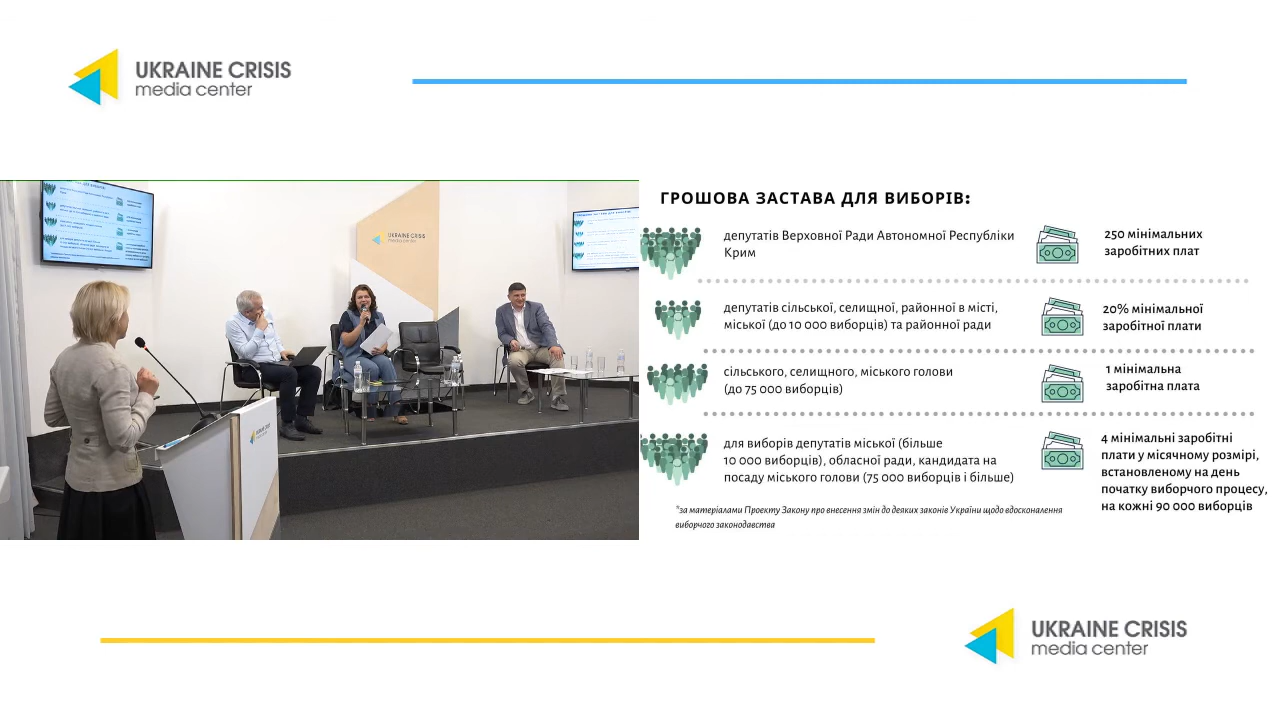 UKRAINE CRISIS
media center
ГРОШОВА ЗАСТАВА ДЛЯ ВИБОРІВ:
депутатів Верховної Ради Автономної Республіки
Крим
250 мінімальних
заробітних плат
депутатів сільської, селищної, районної в місті,
міської (до 10 000 виборців) та районної ради
20% мінімальної
заробітної плати
сільського, селищного, міського голови
(до 75 000 виборців)
1 мінімальна
заробітна плата
для виборів депутатів міської (більше
10 000 виборців), обласної ради, кандидата на
посаду міського голови (75 000 виборців і більше)
4 мінімальні заробітні
плати у місячному розмірі,
встановленому на день
початку виборчого процесу,
на кожні 90 000 виборців
*за матеріалами Проекту Закону про внесення змін до деяких законів України щодо вдосконалення
виборчого законодавства
UKRAINE CRISIS
media center
UKRAINE CRISIS
media center